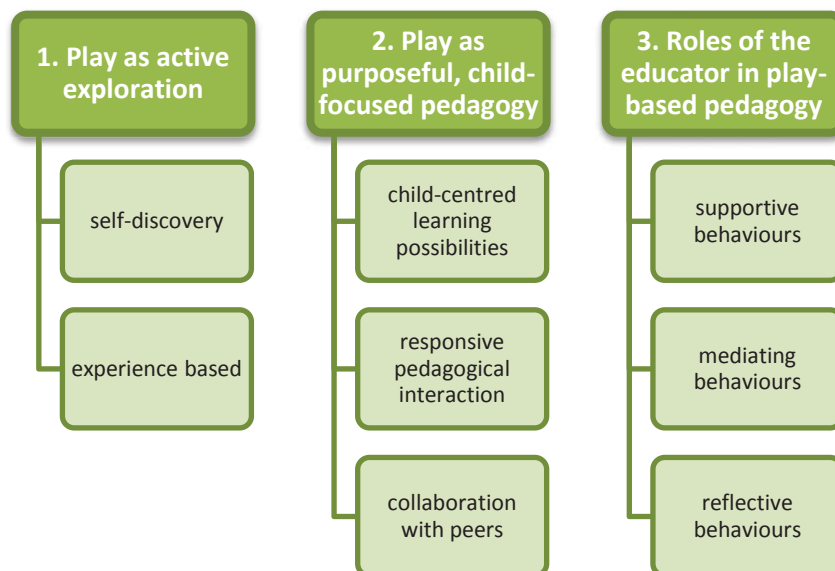 1. Play as active
exploration
self-discovery
experience based
2. Play as
purposeful, child-
focused pedagogy
child-centred
learning
possibilities
responsive
pedagogical
interaction
collaboration
with peers
3. Roles of the
educator in play-
based pedagogy
supportive
behaviours
mediating
behaviours
reflective
behaviours